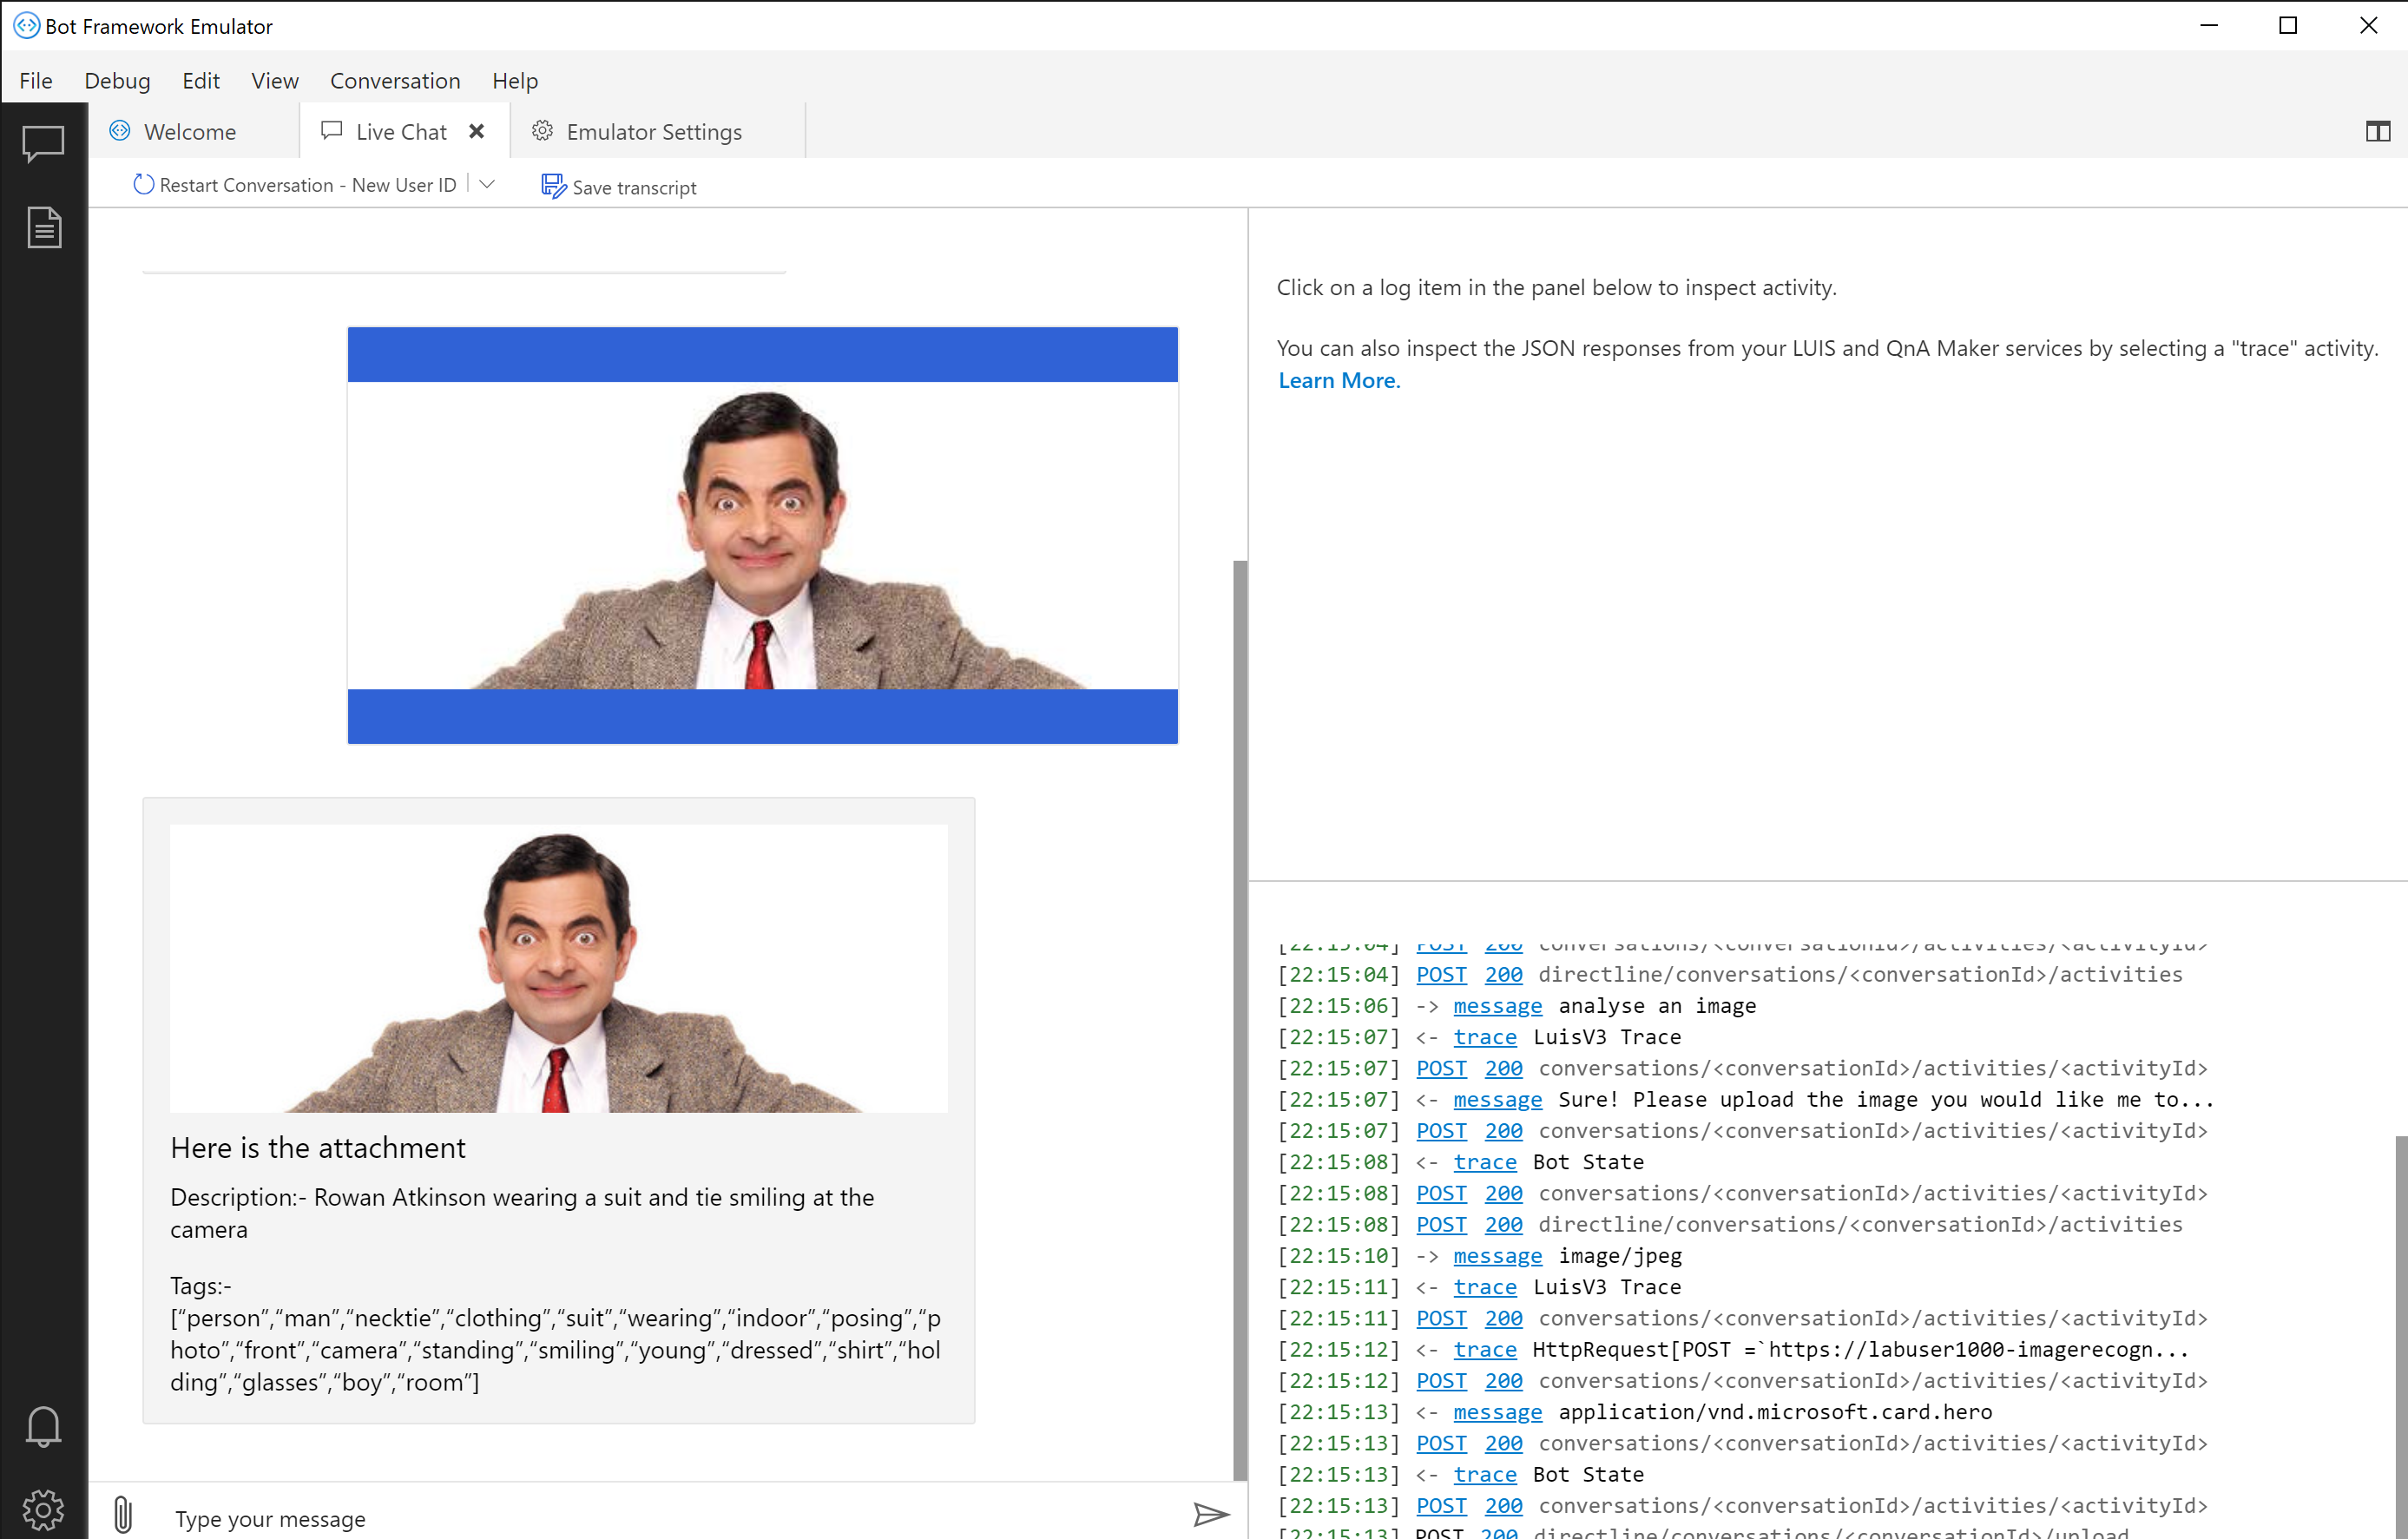 Bot Framework Emulator
File Debug Edit View Conversation Help
Welcome Live Chat Emulator Settings
Restart Conversation - New User ID Save transcript
Here is the attachment
Description:- Rowan Atkinson wearing a suit and tie smiling at the
camera
Tags:-
[“person”,“man”,“necktie”,“clothing”,“suit”,“wearing”,“indoor”,“posing”,“p
hoto”,“front”,“camera”,“standing”,“smiling”,“young”,“dressed”,“shirt”,“hol
ding”,“glasses”,“boy”,“room”]
Type your message
Click on a log item in the panel below to inspect activity.
You can also inspect the JSON responses from your LUIS and QnA Maker services by selecting a "trace" activity.
Learn More.
[22:15:04] POST 200 conversations/<conversationId>/activities/<activityId>
[22:15:04] POST 200 directline/conversations/<conversationId>/activities
[22:15:06] -> message analyse an image
[22:15:07] <- trace LuisV3 Trace
[22:15:07] POST 200 conversations/<conversationId>/activities/<activityId>
[22:15:07] <- message Sure! Please upload the image you would like me to...
[22:15:07] POST 200 conversations/<conversationId>/activities/<activityId>
[22:15:08] <- trace Bot State
[22:15:08] POST 200 conversations/<conversationId>/activities/<activityId>
[22:15:08] POST 200 directline/conversations/<conversationId>/activities
[22:15:10] -> message image/jpeg
[22:15:11] <- trace LuisV3 Trace
[22:15:11] POST 200 conversations/<conversationId>/activities/<activityId>
[22:15:12] <- trace HttpRequest[POST =`https://labuser1000-imagerecogn...
[22:15:12] POST 200 conversations/<conversationId>/activities/<activityId>
[22:15:13] <- message application/vnd.microsoft.card.hero
[22:15:13] POST 200 conversations/<conversationId>/activities/<activityId>
[22:15:13] <- trace Bot State
[22:15:13] POST 200 conversations/<conversationId>/activities/<activityId>
[22:15:13] POST 200 directline/conversations/<conversationId>/upload